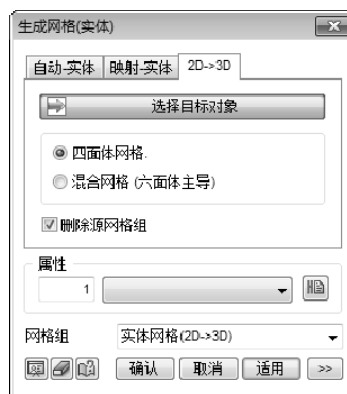 生成网格(实体)
自动-实体 映射-实体 2D->3D
选择目标对象
四面体网格.
混合网格 (六面体主导)
删除源网格组
属性
1
网格组 实体网格(2D->3D)
确认 取消 适用 >>